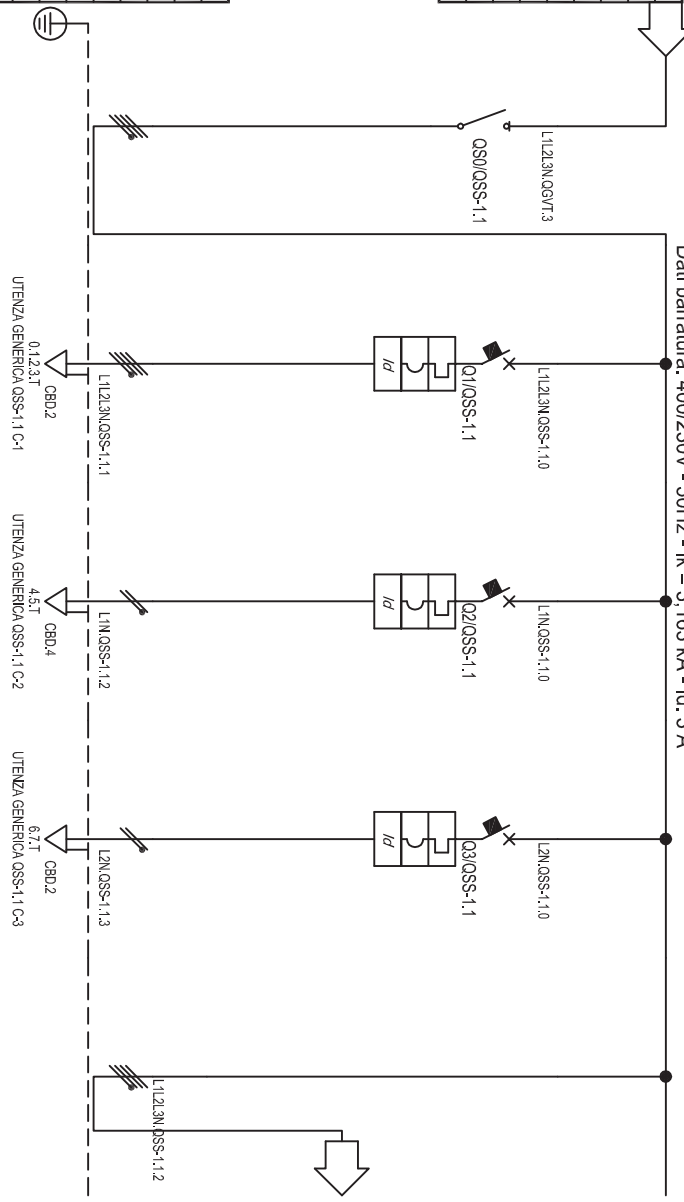 L1L2L3N.QGVT.3
QS0/QSS-1.1
L1L2L3N.QSS-1.1.0
Q1/QSS-1.1
Id
L1L2L3N.QSS-1.1.1
CBD.2
0.1.2.3.T
UTENZA GENERICA QSS-1.1 C-1
L1N.QSS-1.1.0
Q2/QSS-1.1
Id
L1N.QSS-1.1.2
CBD.4
4.5.T
UTENZA GENERICA QSS-1.1 C-2
L2N.QSS-1.1.0
Q3/QSS-1.1
Id
L2N.QSS-1.1.3
CBD.2
6.7.T
UTENZA GENERICA QSS-1.1 C-3
L1L2L3N.QSS-1.1.2